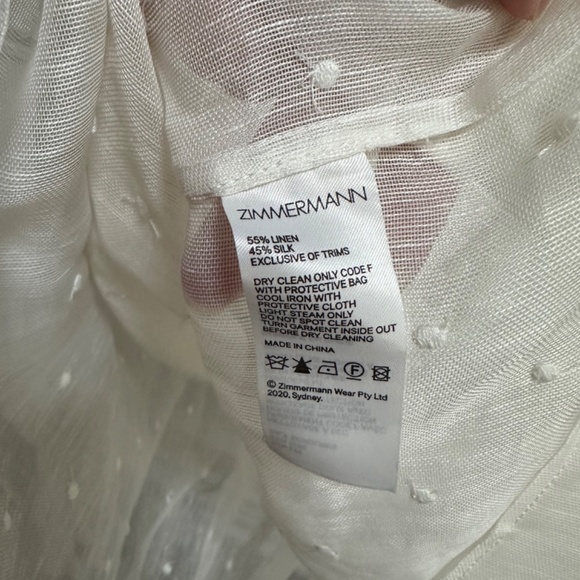 ZIMMERMANN
55% LINEN
45% SILK
EXCLUSIVE OF TRIMS
DRY CLEAN ONLY CODE F
WITH PROTECTIVE BAG
COOL IRON WITH
PROTECTIVE CLOTH
LIGHT STEAM ONLY
DO NOT SPOT CLEAN
TURN GARMENT INSIDE OUT
BEFORE DRY CLEANING
MADE IN CHINA
F
© Zimmermann Wear Pty Ltd
2020, Sydney.